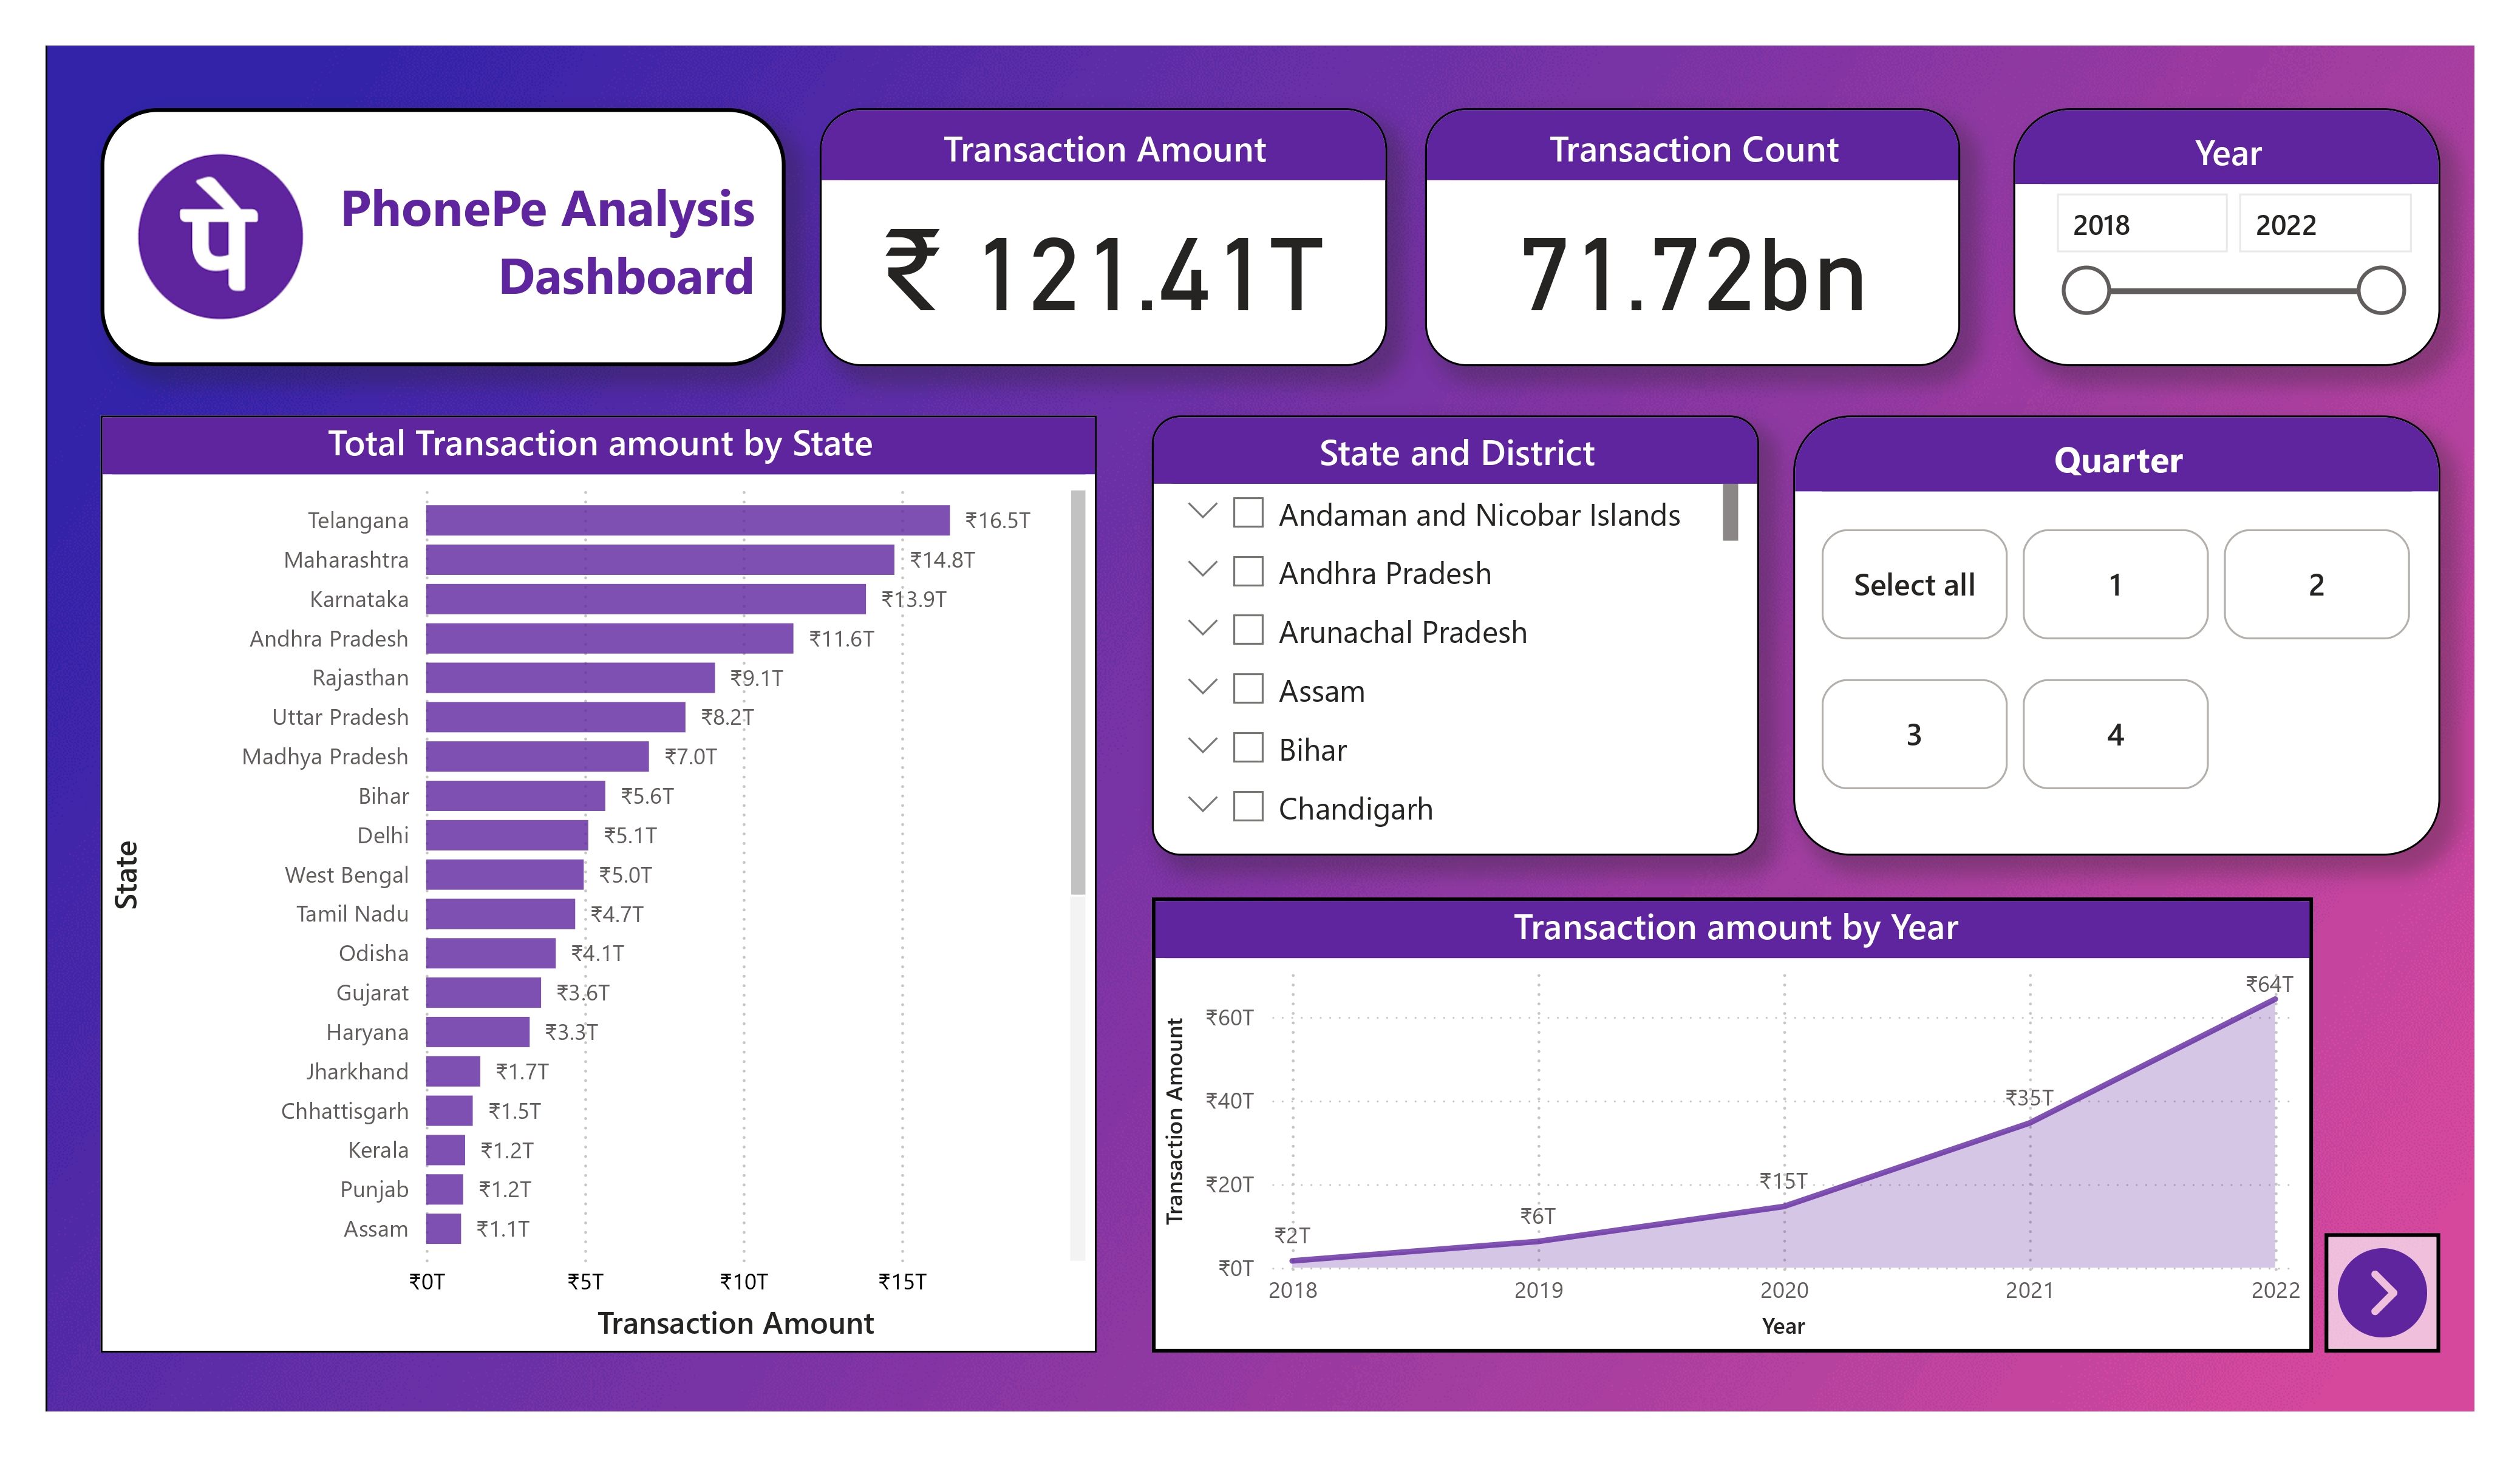 पे
PhonePe Analysis
Dashboard
Transaction Amount
₹ 121.41T
Transaction Count
71.72bn
Year
2018 2022
Total Transaction amount by State
State
Telangana ₹16.5T
Maharashtra ₹14.8T
Karnataka ₹13.9T
Andhra Pradesh ₹11.6T
Rajasthan ₹9.1T
Uttar Pradesh ₹8.2T
Madhya Pradesh ₹7.0T
Bihar ₹5.6T
Delhi ₹5.1T
West Bengal ₹5.0T
Tamil Nadu ₹4.7T
Odisha ₹4.1T
Gujarat ₹3.6T
Haryana ₹3.3T
Jharkhand ₹1.7T
Chhattisgarh ₹1.5T
Kerala ₹1.2T
Punjab ₹1.2T
Assam ₹1.1T
₹0T ₹5T ₹10T ₹15T
Transaction Amount
State and District
Andaman and Nicobar Islands
Andhra Pradesh
Arunachal Pradesh
Assam
Bihar
Chandigarh
Quarter
Select all 1 2
3 4
Transaction amount by Year
Transaction Amount
₹64T
₹60T
₹35T
₹40T
₹15T
₹20T
₹6T
₹2T
₹0T
2018 2019 2020 2021 2022
Year